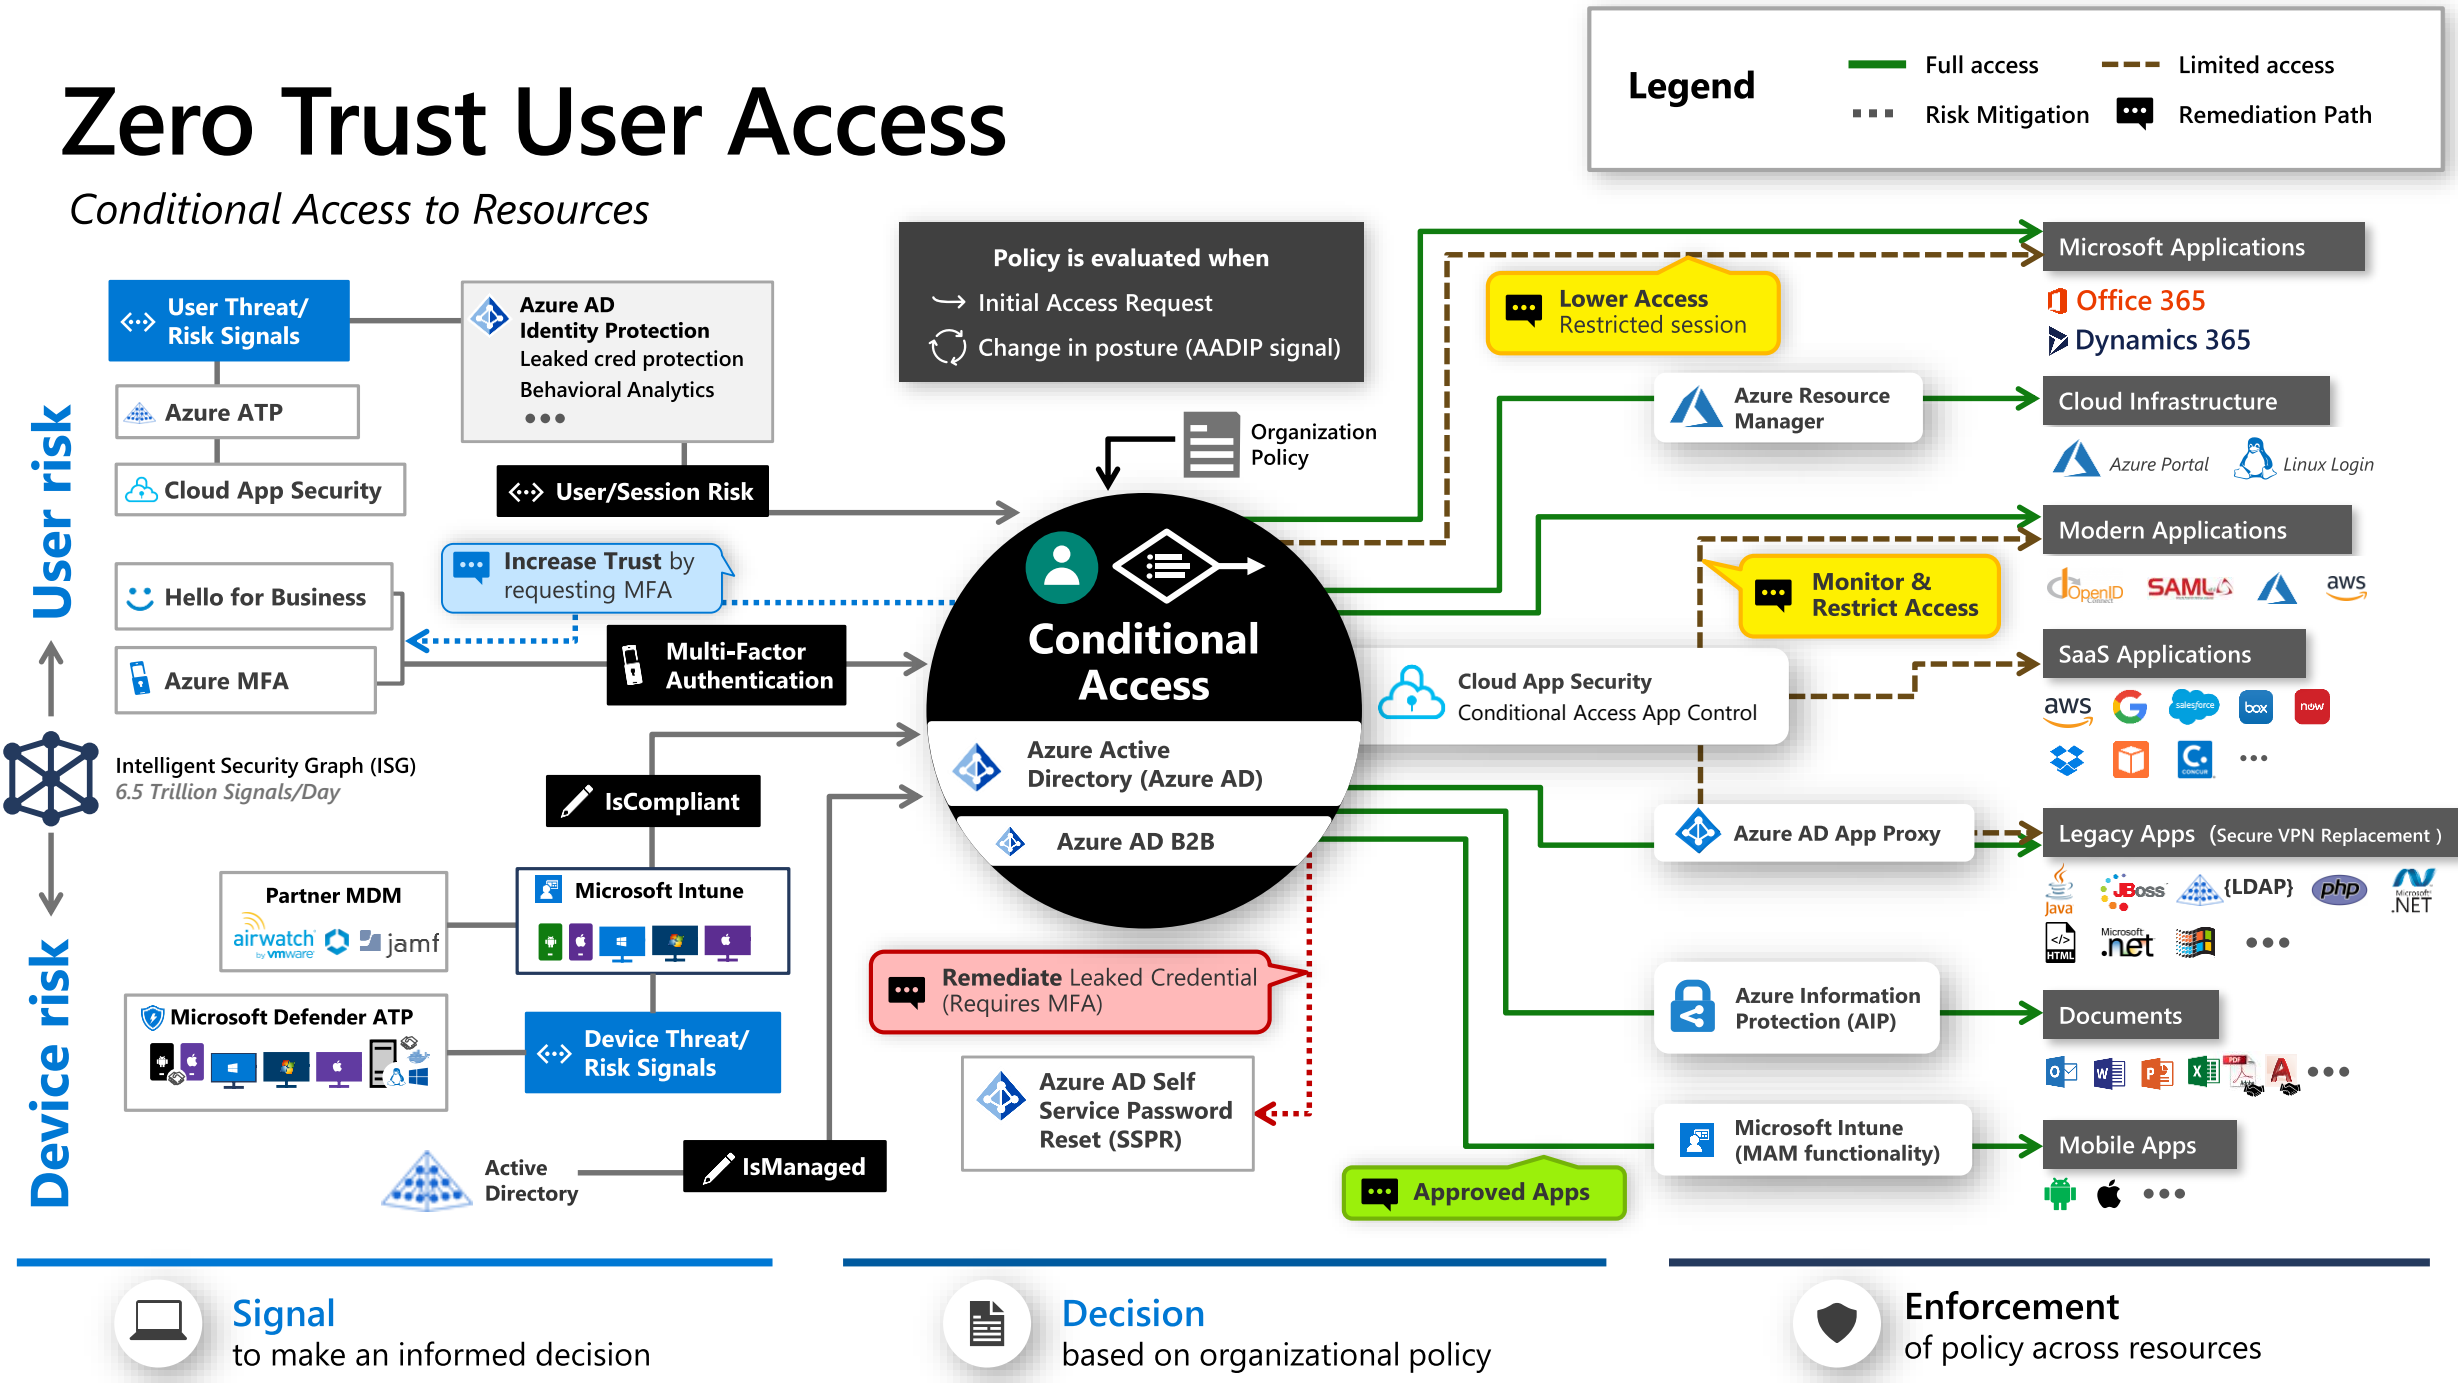 Zero Trust User Access
Conditional Access to Resources
Legend
Full access
Limited access
Risk Mitigation
Remediation Path
User risk
Device risk
User Threat/
Risk Signals
Azure ATP
Cloud App Security
Azure AD
Identity Protection
Leaked cred protection
Behavioral Analytics
User/Session Risk
Increase Trust by
requesting MFA
Hello for Business
Azure MFA
Multi-Factor
Authentication
Intelligent Security Graph (ISG)
6.5 Trillion Signals/Day
IsCompliant
Partner MDM
airwatch
by vmware
jamf
Microsoft Intune
Microsoft Defender ATP
Device Threat/
Risk Signals
Active
Directory
IsManaged
Policy is evaluated when
Initial Access Request
Change in posture (AADIP signal)
Organization
Policy
Conditional
Access
Azure Active
Directory (Azure AD)
Azure AD B2B
Remediate Leaked Credential
(Requires MFA)
Azure AD Self
Service Password
Reset (SSPR)
Lower Access
Restricted session
Azure Resource
Manager
Monitor &
Restrict Access
Cloud App Security
Conditional Access App Control
Azure AD App Proxy
Azure Information
Protection (AIP)
Microsoft Intune
(MAM functionality)
Approved Apps
Microsoft Applications
Office 365
Dynamics 365
Cloud Infrastructure
Azure Portal
Linux Login
Modern Applications
OpenID
SAML
aws
SaaS Applications
aws
salesforce
box
now
CONCUR
Legacy Apps (Secure VPN Replacement )
Java
JBoss
{LDAP}
php
Microsoft
.NET
HTML
Microsoft
.net
Documents
PDF
Adobe
Mobile Apps
Signal
to make an informed decision
Decision
based on organizational policy
Enforcement
of policy across resources